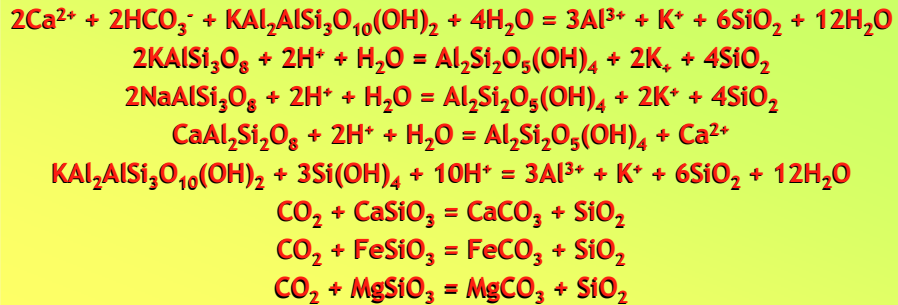 2Ca²⁺ + 2HCO₃⁻ + KAl₂AlSi₃O₁₀(OH)₂ + 4H₂O = 3Al³⁺ + K⁺ + 6SiO₂ + 12H₂O
2KAlSi₃O₈ + 2H⁺ + H₂O = Al₂Si₂O₅(OH)₄ + 2K₊ + 4SiO₂
2NaAlSi₃O₈ + 2H⁺ + H₂O = Al₂Si₂O₅(OH)₄ + 2K⁺ + 4SiO₂
CaAl₂Si₂O₈ + 2H⁺ + H₂O = Al₂Si₂O₅(OH)₄ + Ca²⁺
KAl₂AlSi₃O₁₀(OH)₂ + 3Si(OH)₄ + 10H⁺ = 3Al³⁺ + K⁺ + 6SiO₂ + 12H₂O
CO₂ + CaSiO₃ = CaCO₃ + SiO₂
CO₂ + FeSiO₃ = FeCO₃ + SiO₂
CO₂ + MgSiO₃ = MgCO₃ + SiO₂